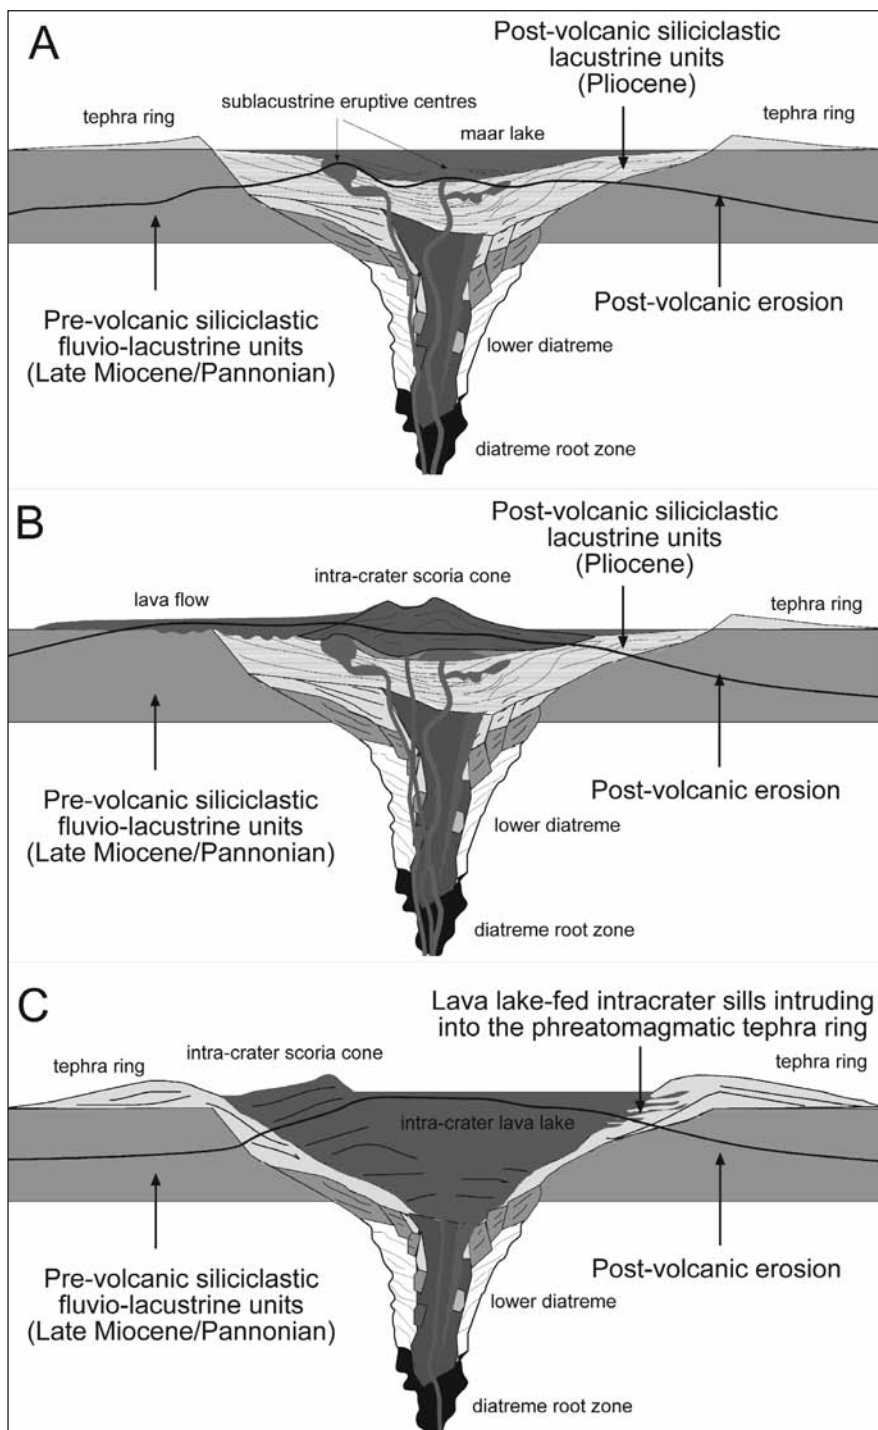 A
Post-volcanic siliciclastic
lacustrine units
(Pliocene)
sublacustrine eruptive centres
tephra ring
maar lake
tephra ring
Pre-volcanic siliciclastic
fluvio-lacustrine units
(Late Miocene/Pannonian)
Post-volcanic erosion
lower diatreme
diatreme root zone
B
Post-volcanic siliciclastic
lacustrine units
(Pliocene)
intra-crater scoria cone
lava flow
tephra ring
Pre-volcanic siliciclastic
fluvio-lacustrine units
(Late Miocene/Pannonian)
Post-volcanic erosion
lower diatreme
diatreme root zone
C
Lava lake-fed intracrater sills intruding
into the phreatomagmatic tephra ring
intra-crater scoria cone
tephra ring
tephra ring
intra-crater lava lake
Pre-volcanic siliciclastic
fluvio-lacustrine units
(Late Miocene/Pannonian)
Post-volcanic erosion
lower diatreme
diatreme root zone